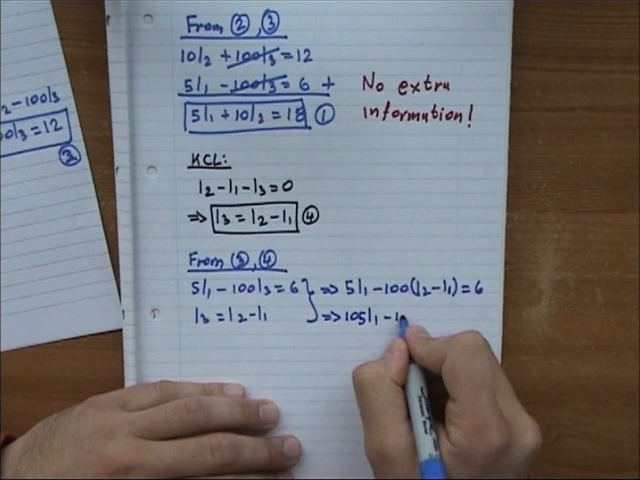 2 - 100I3
00I3 = 12
②
From ②, ③
10I2 + 100I3 = 12
5I1 - 100I3 = 6 +
5I1 + 10I2 = 18 ①
No extra
information!
KCL:
I2 - I1 - I3 = 0
⇒ I3 = I2 - I1 ④
From ③, ④
5I1 - 100I3 = 6 } ⇒ 5I1 - 100(I2 - I1) = 6
I3 = I2 - I1 ⇒ 105I1 - 1